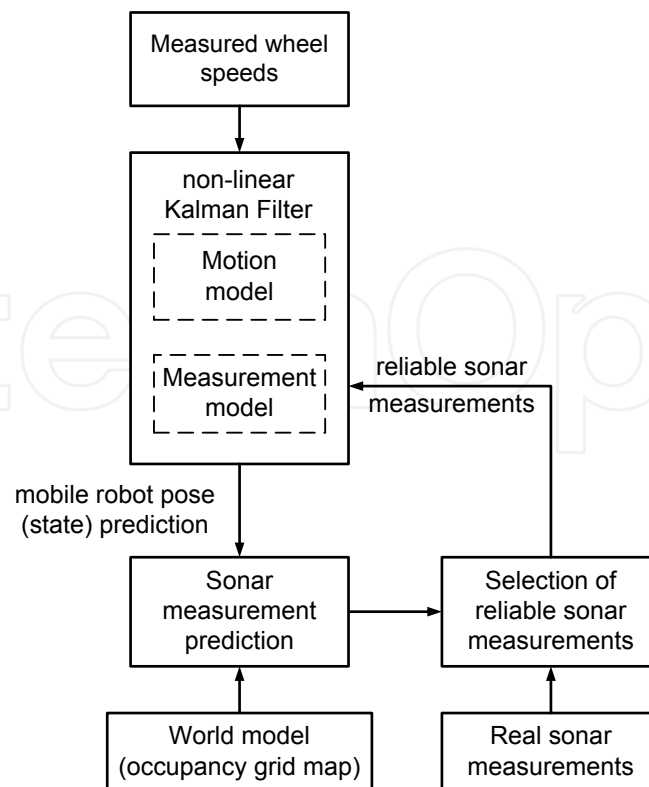 Measured wheel
speeds
non-linear
Kalman Filter
Motion
model
Measurement
model
reliable sonar
measurements
mobile robot pose
(state) prediction
Sonar
measurement
prediction
Selection of
reliable sonar
measurements
World model
(occupancy grid map)
Real sonar
measurements